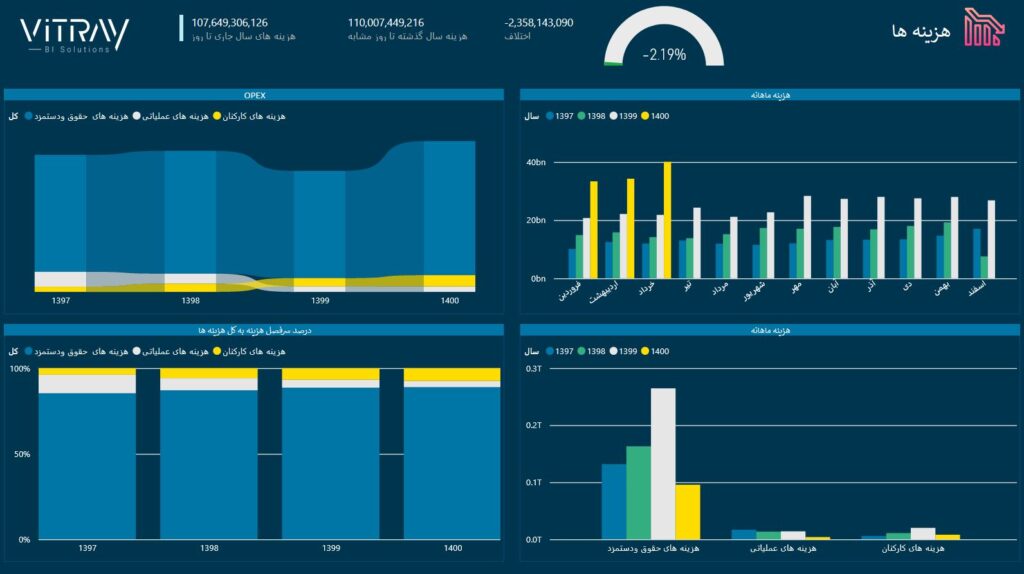 ViTRAY
BI Solutions
107,649,306,126
هزینه های سال جاری تا روز
110,007,449,216
هزینه سال گذشته تا روز مشابه
-2,358,143,090
اختلاف
-2.19%
هزینه ها
OPEX
کل هزینه های حقوق ودستمزد هزینه های عملیاتی هزینه های کارکنان
1397 1398 1399 1400
هزینه ماهانه
سال 1397 1398 1399 1400
40bn
20bn
0bn
فروردین اردیبهشت خرداد تیر مرداد شهریور مهر آبان آذر دی بهمن اسفند
درصد سرفصل هزینه به کل هزینه ها
کل هزینه های حقوق ودستمزد هزینه های عملیاتی هزینه های کارکنان
100%
50%
0%
1397 1398 1399 1400
هزینه ماهانه
سال 1397 1398 1399 1400
0.3T
0.2T
0.1T
0.0T
هزینه های حقوق ودستمزد هزینه های عملیاتی هزینه های کارکنان